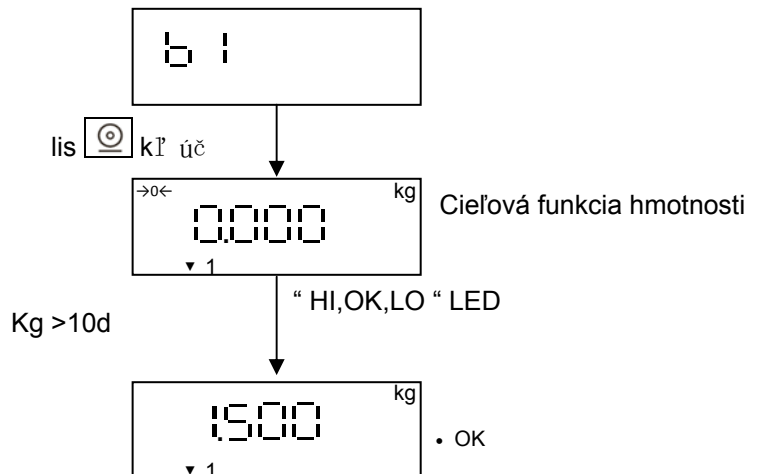 b 1
lis kľ úč
→0← kg
0.000
▼ 1
Cieľová funkcia hmotnosti
“ HI,OK,LO “ LED
Kg >10d
kg
1.500
• OK
▼ 1